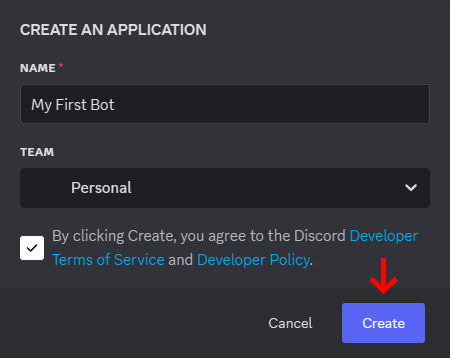 CREATE AN APPLICATION
NAME *
My First Bot
TEAM
Personal
By clicking Create, you agree to the Discord Developer
Terms of Service and Developer Policy.
Cancel
Create